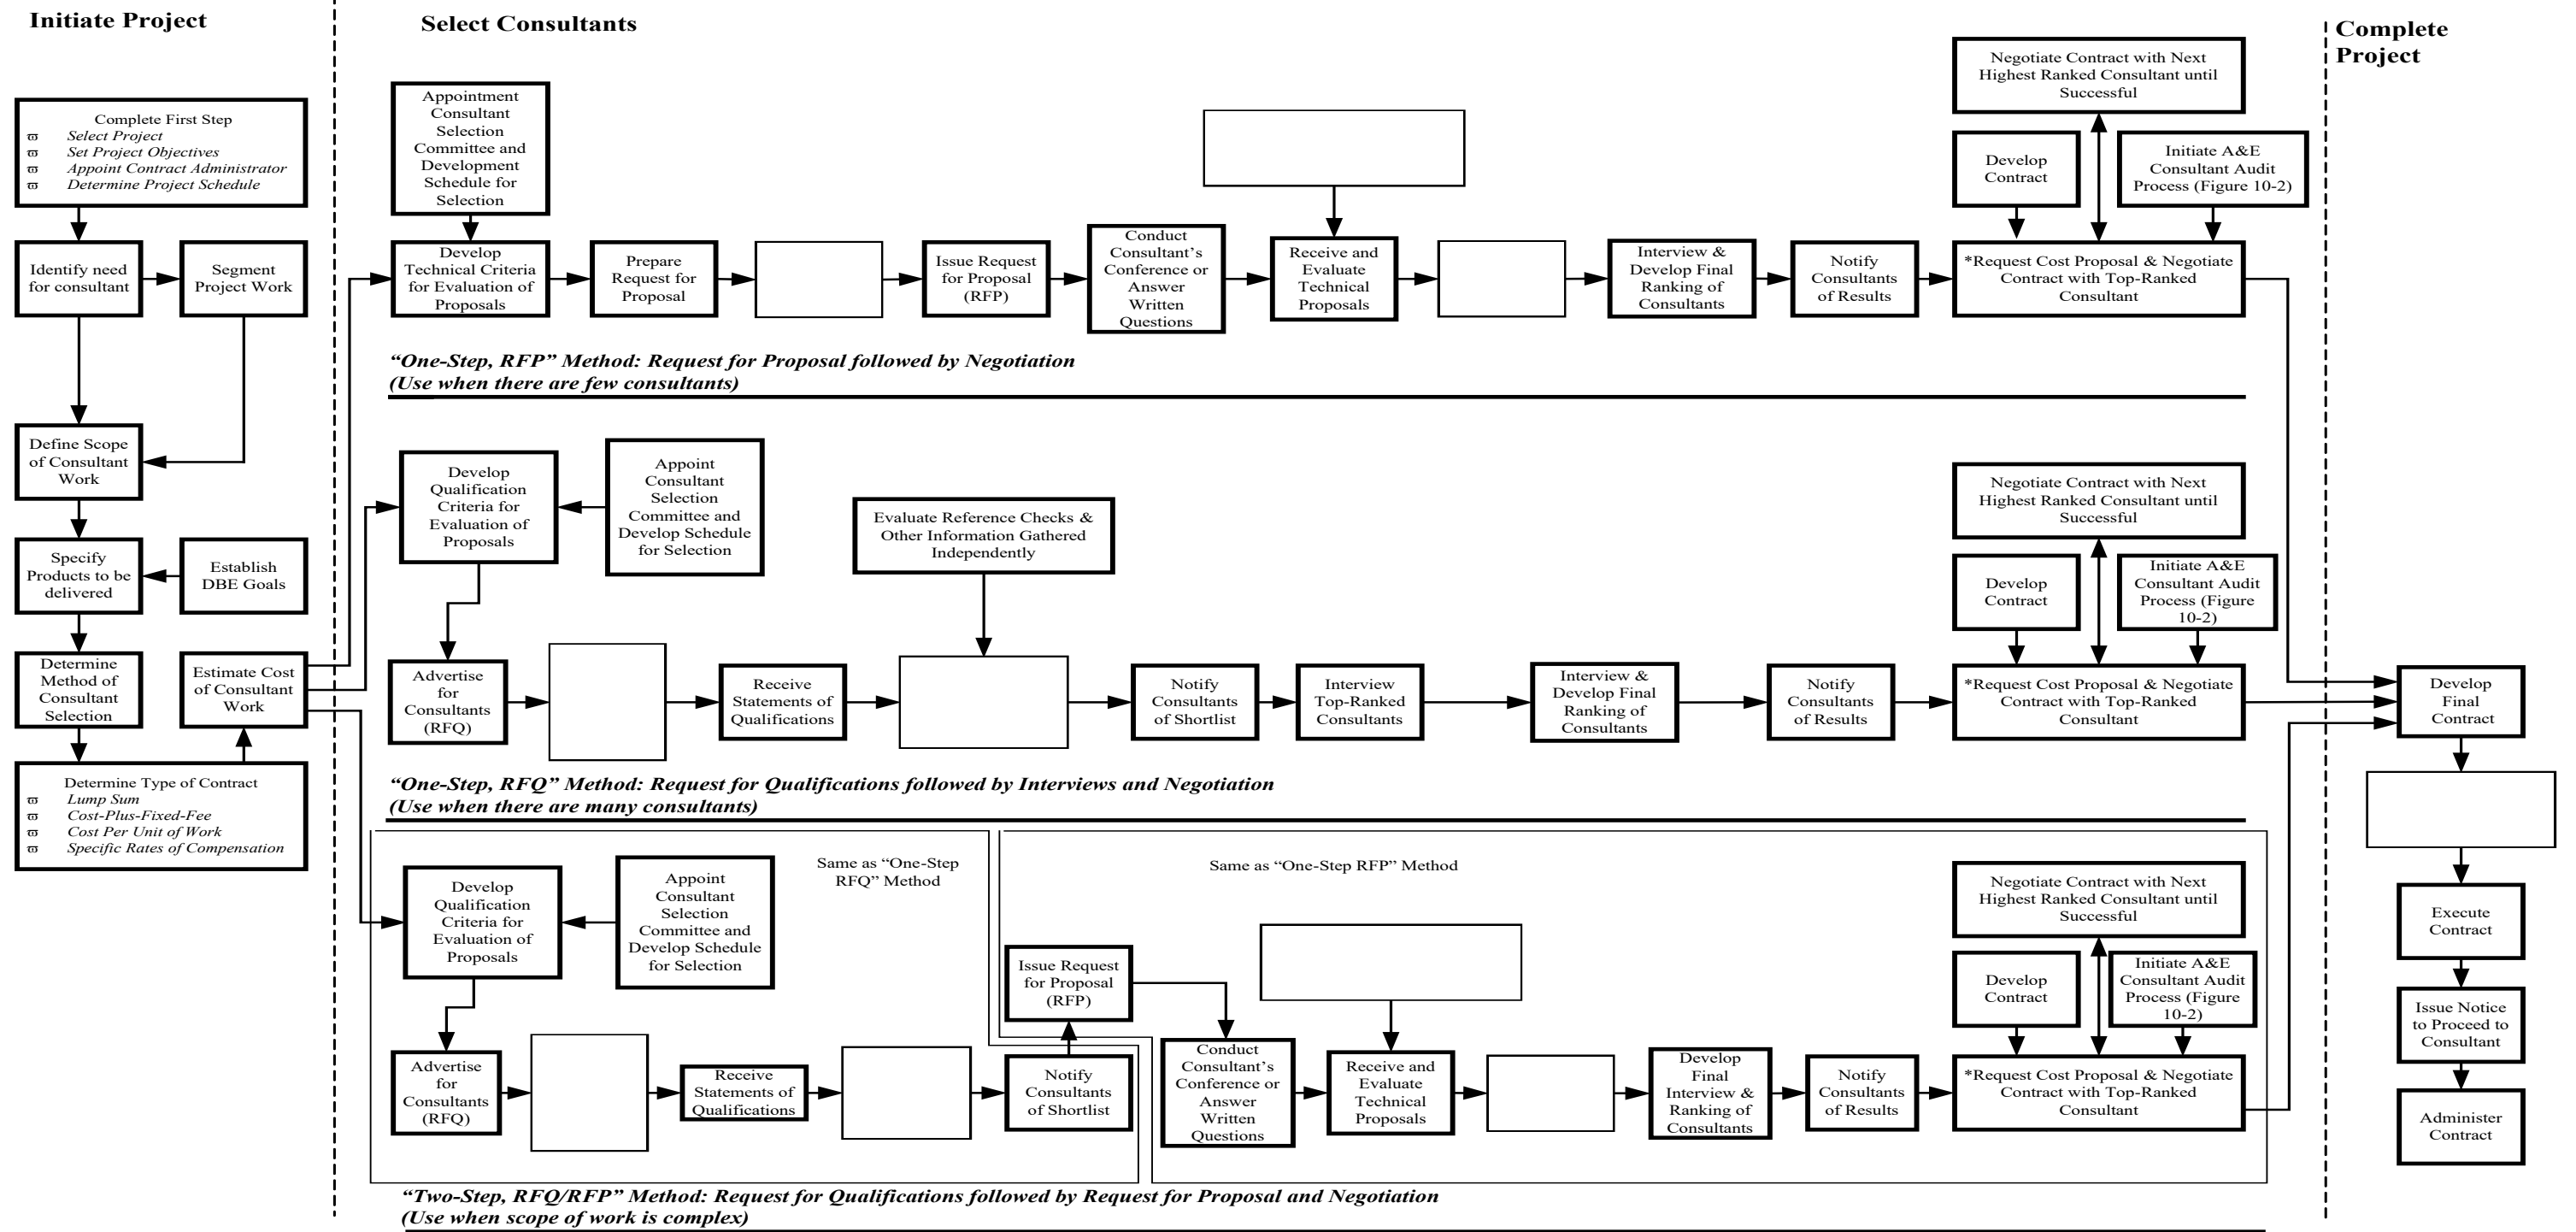 Initiate Project
Complete First Step
ϖ Select Project
ϖ Set Project Objectives
ϖ Appoint Contract Administrator
ϖ Determine Project Schedule
Identify need
for consultant
Segment
Project Work
Define Scope
of Consultant
Work
Specify
Products to be
delivered
Establish
DBE Goals
Determine
Method of
Consultant
Selection
Estimate Cost
of Consultant
Work
Determine Type of Contract
ϖ Lump Sum
ϖ Cost-Plus-Fixed-Fee
ϖ Cost Per Unit of Work
ϖ Specific Rates of Compensation
Select Consultants
Appointment
Consultant
Selection
Committee and
Development
Schedule for
Selection
Develop
Technical Criteria
for Evaluation of
Proposals
Prepare
Request for
Proposal
Issue Request
for Proposal
(RFP)
Conduct
Consultant’s
Conference or
Answer
Written
Questions
Receive and
Evaluate
Technical
Proposals
Interview &
Develop Final
Ranking of
Consultants
Notify
Consultants
of Results
Negotiate Contract with Next
Highest Ranked Consultant until
Successful
Develop
Contract
Initiate A&E
Consultant Audit
Process (Figure 10-2)
*Request Cost Proposal & Negotiate
Contract with Top-Ranked
Consultant
“One-Step, RFP” Method: Request for Proposal followed by Negotiation
(Use when there are few consultants)
Develop
Qualification
Criteria for
Evaluation of
Proposals
Appoint
Consultant
Selection
Committee and
Develop Schedule
for Selection
Evaluate Reference Checks &
Other Information Gathered
Independently
Advertise
for
Consultants
(RFQ)
Receive
Statements of
Qualifications
Notify
Consultants
of Shortlist
Interview
Top-Ranked
Consultants
Interview &
Develop Final
Ranking of
Consultants
Notify
Consultants
of Results
Negotiate Contract with Next
Highest Ranked Consultant until
Successful
Develop
Contract
Initiate A&E
Consultant Audit
Process (Figure
10-2)
*Request Cost Proposal & Negotiate
Contract with Top-Ranked
Consultant
“One-Step, RFQ” Method: Request for Qualifications followed by Interviews and Negotiation
(Use when there are many consultants)
Same as “One-Step
RFQ” Method
Develop
Qualification
Criteria for
Evaluation of
Proposals
Appoint
Consultant
Selection
Committee and
Develop Schedule
for Selection
Advertise
for
Consultants
(RFQ)
Receive
Statements of
Qualifications
Notify
Consultants
of Shortlist
Same as “One-Step RFP” Method
Issue Request
for Proposal
(RFP)
Conduct
Consultant’s
Conference or
Answer
Written
Questions
Receive and
Evaluate
Technical
Proposals
Develop
Final
Interview &
Ranking of
Consultants
Notify
Consultants
of Results
Negotiate Contract with Next
Highest Ranked Consultant until
Successful
Develop
Contract
Initiate A&E
Consultant Audit
Process (Figure
10-2)
*Request Cost Proposal & Negotiate
Contract with Top-Ranked
Consultant
“Two-Step, RFQ/RFP” Method: Request for Qualifications followed by Request for Proposal and Negotiation
(Use when scope of work is complex)
Complete
Project
Develop
Final
Contract
Execute
Contract
Issue Notice
to Proceed to
Consultant
Administer
Contract